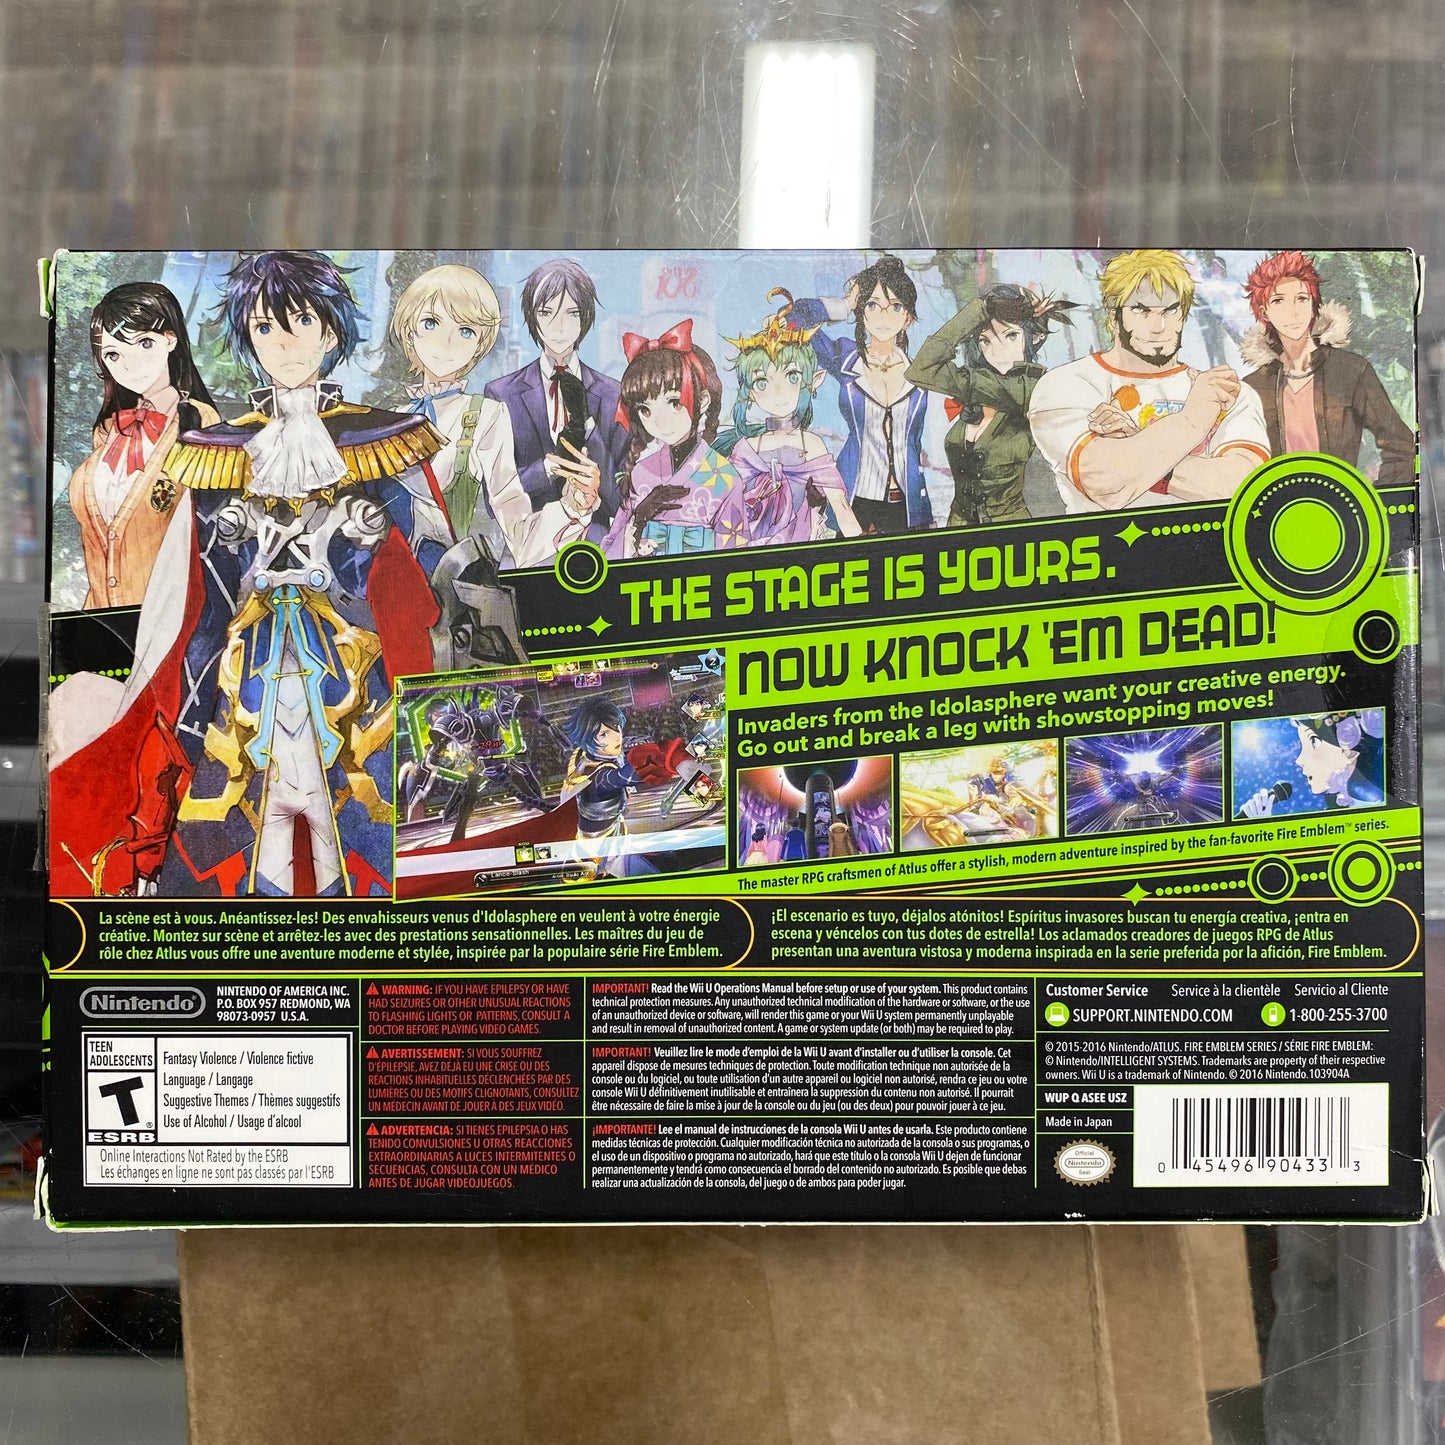 106
THE STAGE IS YOURS.
NOW KNOCK 'EM DEAD!
Invaders from the Idolasphere want your creative energy.
Go out and break a leg with showstopping moves!
2
Lance-Slash
The master RPG craftsmen of Atlus offer a stylish, modern adventure inspired by the fan-favorite Fire Emblem™ series.
La scène est à vous. Anéantissez-les! Des envahisseurs venus d'Idolasphere en veulent à votre énergie
créative. Montez sur scène et arrêtez-les avec des prestations sensationnelles. Les maîtres du jeu de
rôle chez Atlus vous offre une aventure moderne et stylée, inspirée par la populaire série Fire Emblem.
¡El escenario es tuyo, déjalos atónitos! Espíritus invasores buscan tu energía creativa, ¡entra en
escena y véncelos con tus dotes de estrella! Los aclamados creadores de juegos RPG de Atlus
presentan una aventura vistosa y moderna inspirada en la serie preferida por la afición, Fire Emblem.
Nintendo®
NINTENDO OF AMERICA INC.
P.O. BOX 957 REDMOND, WA
98073-0957 U.S.A.
TEEN
ADOLESCENTS
T
®
ESRB
Fantasy Violence / Violence fictive
Language / Langage
Suggestive Themes / Thèmes suggestifs
Use of Alcohol / Usage d'alcool
Online Interactions Not Rated by the ESRB
Les échanges en ligne ne sont pas classés par l'ESRB
WARNING: IF YOU HAVE EPILEPSY OR HAVE
HAD SEIZURES OR OTHER UNUSUAL REACTIONS
TO FLASHING LIGHTS OR PATTERNS, CONSULT A
DOCTOR BEFORE PLAYING VIDEO GAMES.
AVERTISSEMENT: SI VOUS SOUFFREZ
D'ÉPILEPSIE, AVEZ DÉJÀ EU UNE CRISE OU DES
RÉACTIONS INHABITUELLES DÉCLENCHÉES PAR DES
LUMIÈRES OU DES MOTIFS CLIGNOTANTS, CONSULTEZ
UN MÉDECIN AVANT DE JOUER À DES JEUX VIDÉO.
ADVERTENCIA: SI TIENES EPILEPSIA O HAS
TENIDO CONVULSIONES U OTRAS REACCIONES
EXTRAORDINARIAS A LUCES INTERMITENTES O
SECUENCIAS, CONSULTA CON UN MÉDICO
ANTES DE JUGAR VIDEOJUEGOS.
IMPORTANT! Read the Wii U Operations Manual before setup or use of your system. This product contains
technical protection measures. Any unauthorized technical modification of the hardware or software, or the use
of an unauthorized device or software, will render this game or your Wii U system permanently unplayable
and result in removal of unauthorized content. A game or system update (or both) may be required to play.
IMPORTANT! Veuillez lire le mode d'emploi de la Wii U avant d'installer ou d'utiliser la console. Cet
appareil dispose de mesures techniques de protection. Toute modification technique non autorisée de la
console ou du logiciel, ou toute utilisation d'un autre appareil ou logiciel non autorisé, rendra ce jeu ou votre
console Wii U définitivement inutilisable et entraînera la suppression du contenu non autorisé. Il pourrait
être nécessaire de faire la mise à jour de la console ou du jeu (ou des deux) pour pouvoir jouer à ce jeu.
¡IMPORTANTE! Lee el manual de instrucciones de la consola Wii U antes de usarla. Este producto contiene
medidas técnicas de protección. Cualquier modificación técnica no autorizada de la consola o sus programas, o
el uso de un dispositivo o programa no autorizado, hará que este título o la consola Wii U dejen de funcionar
permanentemente y tendrá como consecuencia el borrado del contenido no autorizado. Es posible que debas
realizar una actualización de la consola, del juego o de ambos para poder jugar.
Customer Service Service à la clientèle Servicio al Cliente
SUPPORT.NINTENDO.COM 1-800-255-3700
© 2015-2016 Nintendo/ATLUS. FIRE EMBLEM SERIES / SÉRIE FIRE EMBLEM:
© Nintendo/INTELLIGENT SYSTEMS. Trademarks are property of their respective
owners. Wii U is a trademark of Nintendo. © 2016 Nintendo. 103904A
WUP Q ASEE USZ
Made in Japan
Official
Nintendo
Seal
0 45496 90433 3